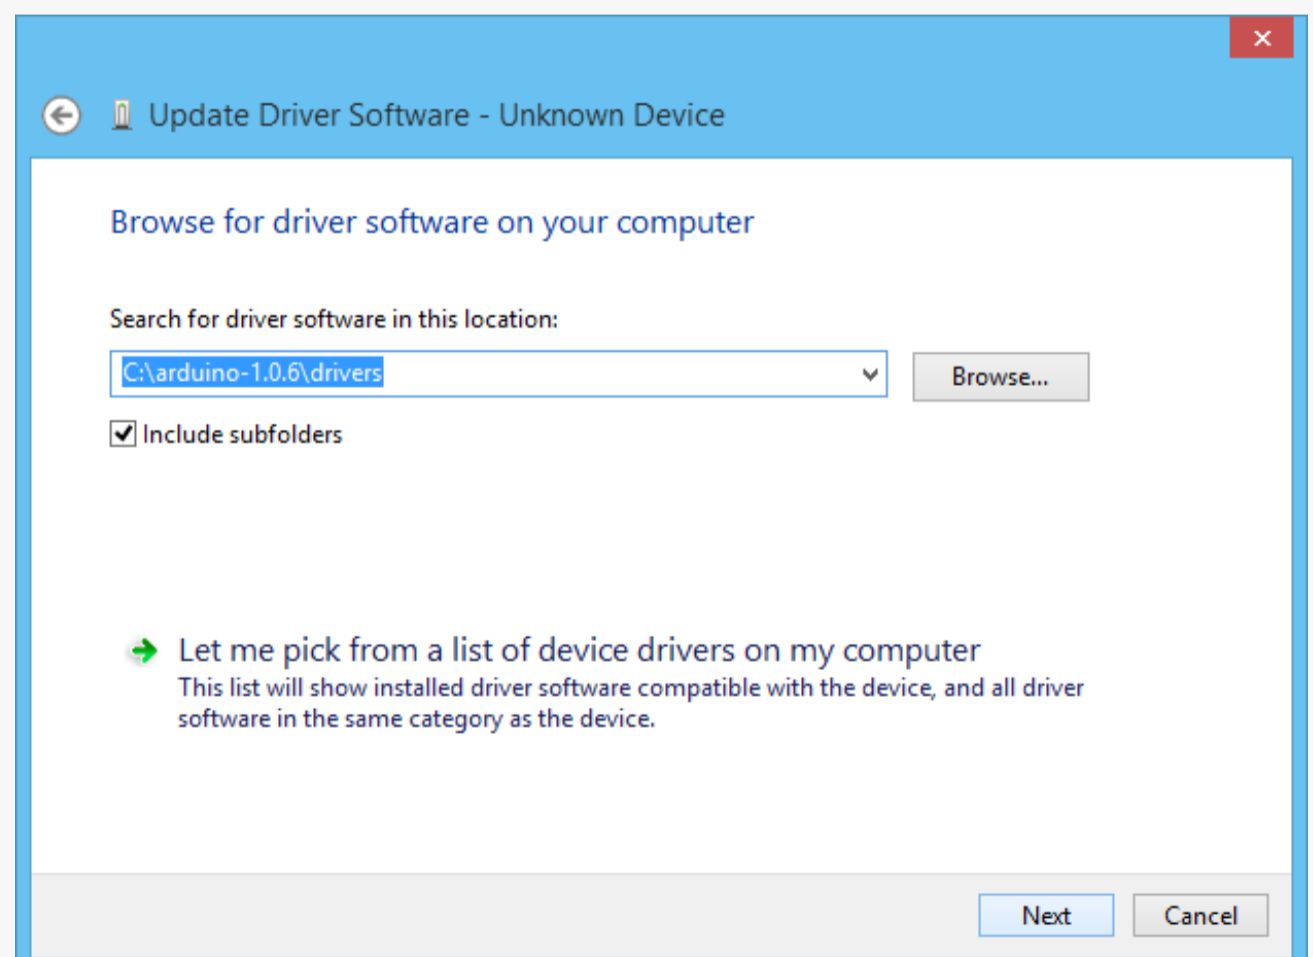 Update Driver Software - Unknown Device
Browse for driver software on your computer
Search for driver software in this location:
C:\arduino-1.0.6\drivers
Browse...
Include subfolders
Let me pick from a list of device drivers on my computer
This list will show installed driver software compatible with the device, and all driver
software in the same category as the device.
Next
Cancel